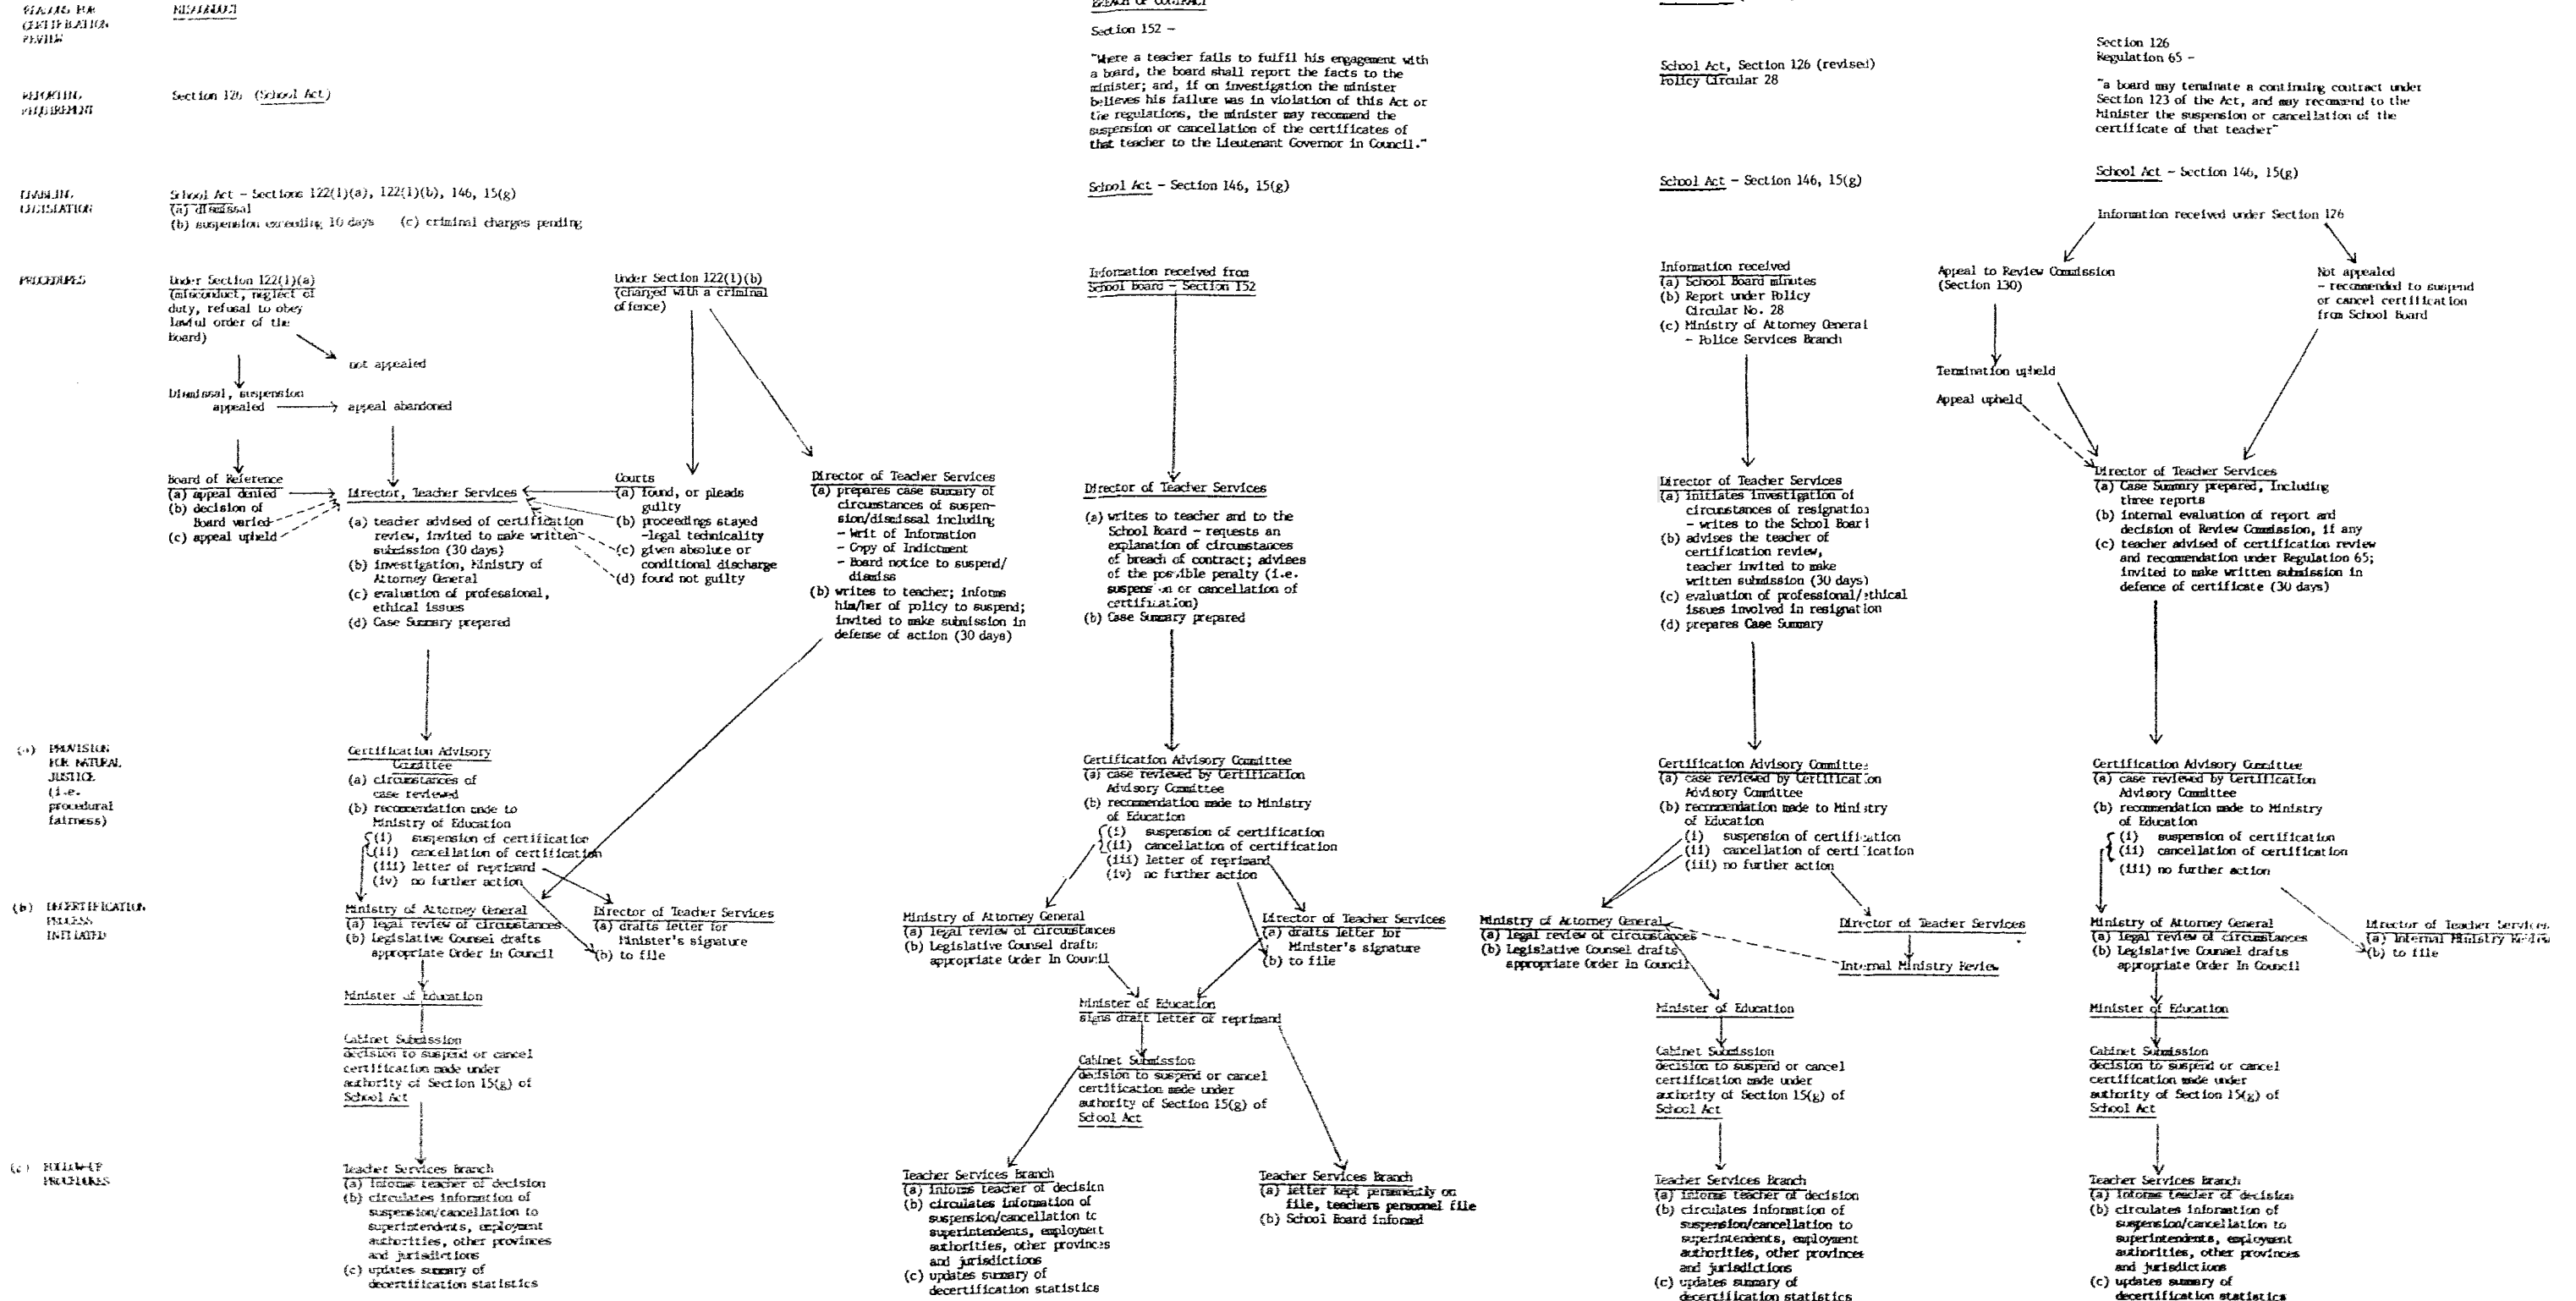 REASONS FOR
CERTIFICATION
REVIEW
MISCONDUCT
BREACH OF CONTRACT
REPORTING
REQUIREMENT
Section 126 (School Act)
Section 152 -
"Where a teacher fails to fulfil his engagement with
a board, the board shall report the facts to the
minister; and, if on investigation the minister
believes his failure was in violation of this Act or
the regulations, the minister may recommend the
suspension or cancellation of the certificates of
that teacher to the Lieutenant Governor in Council."
School Act, Section 126 (revised)
Policy Circular 28
Section 126
Regulation 65 -
"a board may terminate a continuing contract under
Section 123 of the Act, and may recommend to the
Minister the suspension or cancellation of the
certificate of that teacher"
ENABLING
LEGISLATION
School Act - Sections 122(1)(a), 122(1)(b), 146, 15(g)
(a) dismissal
(b) suspension exceeding 10 days (c) criminal charges pending
School Act - Section 146, 15(g)
School Act - Section 146, 15(g)
School Act - Section 146, 15(g)
PROCEDURES
Under Section 122(1)(a)
(misconduct, neglect of
duty, refusal to obey
lawful order of the
Board)
not appealed
Dismissal, suspension
appealed
appeal abandoned
Under Section 122(1)(b)
(charged with a criminal
offence)
Information received from
School Board - Section 152
Information received
(a) School Board minutes
(b) Report under Policy
Circular No. 28
(c) Ministry of Attorney General
- Police Services Branch
Information received under Section 126
Appeal to Review Commission
(Section 130)
Not appealed
- recommended to suspend
or cancel certification
from School Board
Termination upheld
Appeal upheld
Board of Reference
(a) appeal denied
(b) decision of
Board varied
(c) appeal upheld
Director, Teacher Services
(a) teacher advised of certification
review, invited to make written
submission (30 days)
(b) investigation, Ministry of
Attorney General
(c) evaluation of professional,
ethical issues
(d) Case Summary prepared
Courts
(a) found, or pleads
guilty
(b) proceedings stayed
-legal technicality
(c) given absolute or
conditional discharge
(d) found not guilty
Director of Teacher Services
(a) prepares case summary of
circumstances of suspen-
sion/dismissal including
- Writ of Information
- Copy of Indictment
- Board notice to suspend/
dismiss
(b) writes to teacher; informs
him/her of policy to suspend;
invited to make submission in
defense of action (30 days)
Director of Teacher Services
(a) writes to teacher and to the
School Board - requests an
explanation of circumstances
of breach of contract; advises
of the possible penalty (i.e.
suspension or cancellation of
certification)
(b) Case Summary prepared
Director of Teacher Services
(a) initiates investigation of
circumstances of resignation
- writes to the School Board
(b) advises the teacher of
certification review,
teacher invited to make
written submission (30 days)
(c) evaluation of professional/ethical
issues involved in resignation
(d) prepares Case Summary
Director of Teacher Services
(a) Case Summary prepared, including
three reports
(b) internal evaluation of report and
decision of Review Commission, if any
(c) teacher advised of certification review
and recommendation under Regulation 65;
invited to make written submission in
defence of certificate (30 days)
(a) PROVISION
FOR NATURAL
JUSTICE
(i.e.
procedural
fairness)
Certification Advisory
Committee
(a) circumstances of
case reviewed
(b) recommendation made to
Ministry of Education
(i) suspension of certification
(ii) cancellation of certification
(iii) letter of reprimand
(iv) no further action
Certification Advisory Committee
(a) case reviewed by Certification
Advisory Committee
(b) recommendation made to Ministry
of Education
(i) suspension of certification
(ii) cancellation of certification
(iii) letter of reprimand
(iv) no further action
Certification Advisory Committee
(a) case reviewed by Certification
Advisory Committee
(b) recommendation made to Ministry
of Education
(i) suspension of certification
(ii) cancellation of certification
(iii) no further action
Certification Advisory Committee
(a) case reviewed by Certification
Advisory Committee
(b) recommendation made to Ministry
of Education
(i) suspension of certification
(ii) cancellation of certification
(iii) no further action
(b) DECERTIFICATION
PROCESS
INITIATED
Ministry of Attorney General
(a) legal review of circumstances
(b) Legislative Counsel drafts
appropriate Order in Council
Director of Teacher Services
(a) drafts letter for
Minister's signature
(b) to file
Ministry of Attorney General
(a) legal review of circumstances
(b) Legislative Counsel drafts
appropriate Order In Council
Director of Teacher Services
(a) drafts letter for
Minister's signature
(b) to file
Ministry of Attorney General
(a) legal review of circumstances
(b) Legislative Counsel drafts
appropriate Order In Council
Director of Teacher Services
Internal Ministry Review
Ministry of Attorney General
(a) legal review of circumstances
(b) Legislative Counsel drafts
appropriate Order In Council
Director of Teacher Services
(a) Internal Ministry Review
(b) to file
Minister of Education
Minister of Education
signs draft letter of reprimand
Minister of Education
Minister of Education
Cabinet Submission
decision to suspend or cancel
certification made under
authority of Section 15(g) of
School Act
Cabinet Submission
decision to suspend or cancel
certification made under
authority of Section 15(g) of
School Act
Cabinet Submission
decision to suspend or cancel
certification made under
authority of Section 15(g) of
School Act
Cabinet Submission
decision to suspend or cancel
certification made under
authority of Section 15(g) of
School Act
(c) FOLLOW-UP
PROCEDURES
Teacher Services Branch
(a) informs teacher of decision
(b) circulates information of
suspension/cancellation to
superintendents, employment
authorities, other provinces
and jurisdictions
(c) updates summary of
decertification statistics
Teacher Services Branch
(a) informs teacher of decision
(b) circulates information of
suspension/cancellation to
superintendents, employment
authorities, other provinces
and jurisdictions
(c) updates summary of
decertification statistics
Teacher Services Branch
(a) letter kept permanently on
file, teachers personnel file
(b) School Board informed
Teacher Services Branch
(a) informs teacher of decision
(b) circulates information of
suspension/cancellation to
superintendents, employment
authorities, other provinces
and jurisdictions
(c) updates summary of
decertification statistics
Teacher Services Branch
(a) informs teacher of decision
(b) circulates information of
suspension/cancellation to
superintendents, employment
authorities, other provinces
and jurisdictions
(c) updates summary of
decertification statistics